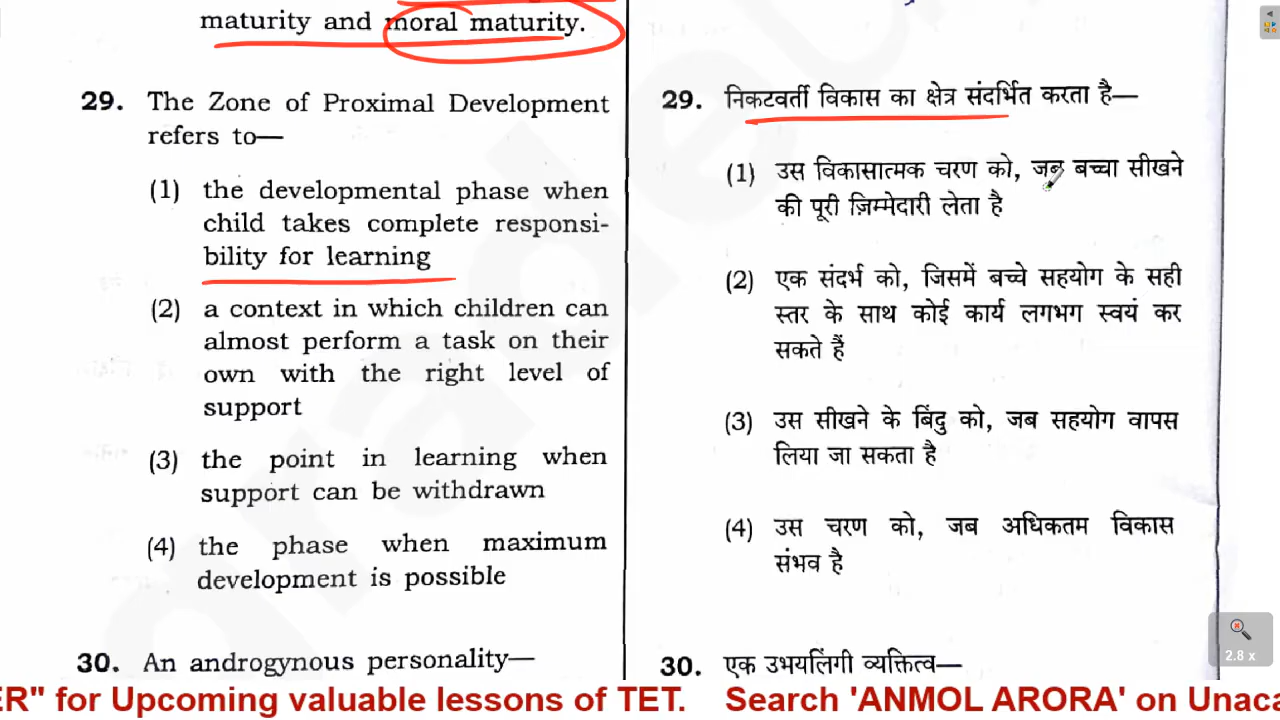 maturity and moral maturity.
29. The Zone of Proximal Development
refers to—
(1) the developmental phase when
child takes complete responsi-
bility for learning
(2) a context in which children can
almost perform a task on their
own with the right level of
support
(3) the point in learning when
support can be withdrawn
(4) the phase when maximum
development is possible
30. An androgynous personality—
29. निकटवर्ती विकास का क्षेत्र संदर्भित करता है—
(1) उस विकासात्मक चरण को, जब बच्चा सीखने
की पूरी ज़िम्मेदारी लेता है
(2) एक संदर्भ को, जिसमें बच्चे सहयोग के सही
स्तर के साथ कोई कार्य लगभग स्वयं कर
सकते हैं
(3) उस सीखने के बिंदु को, जब सहयोग वापस
लिया जा सकता है
(4) उस चरण को, जब अधिकतम विकास
संभव है
30. एक उभयलिंगी व्यक्तित्व—
2.8 x
ER" for Upcoming valuable lessons of TET. Search 'ANMOL ARORA' on Unaca